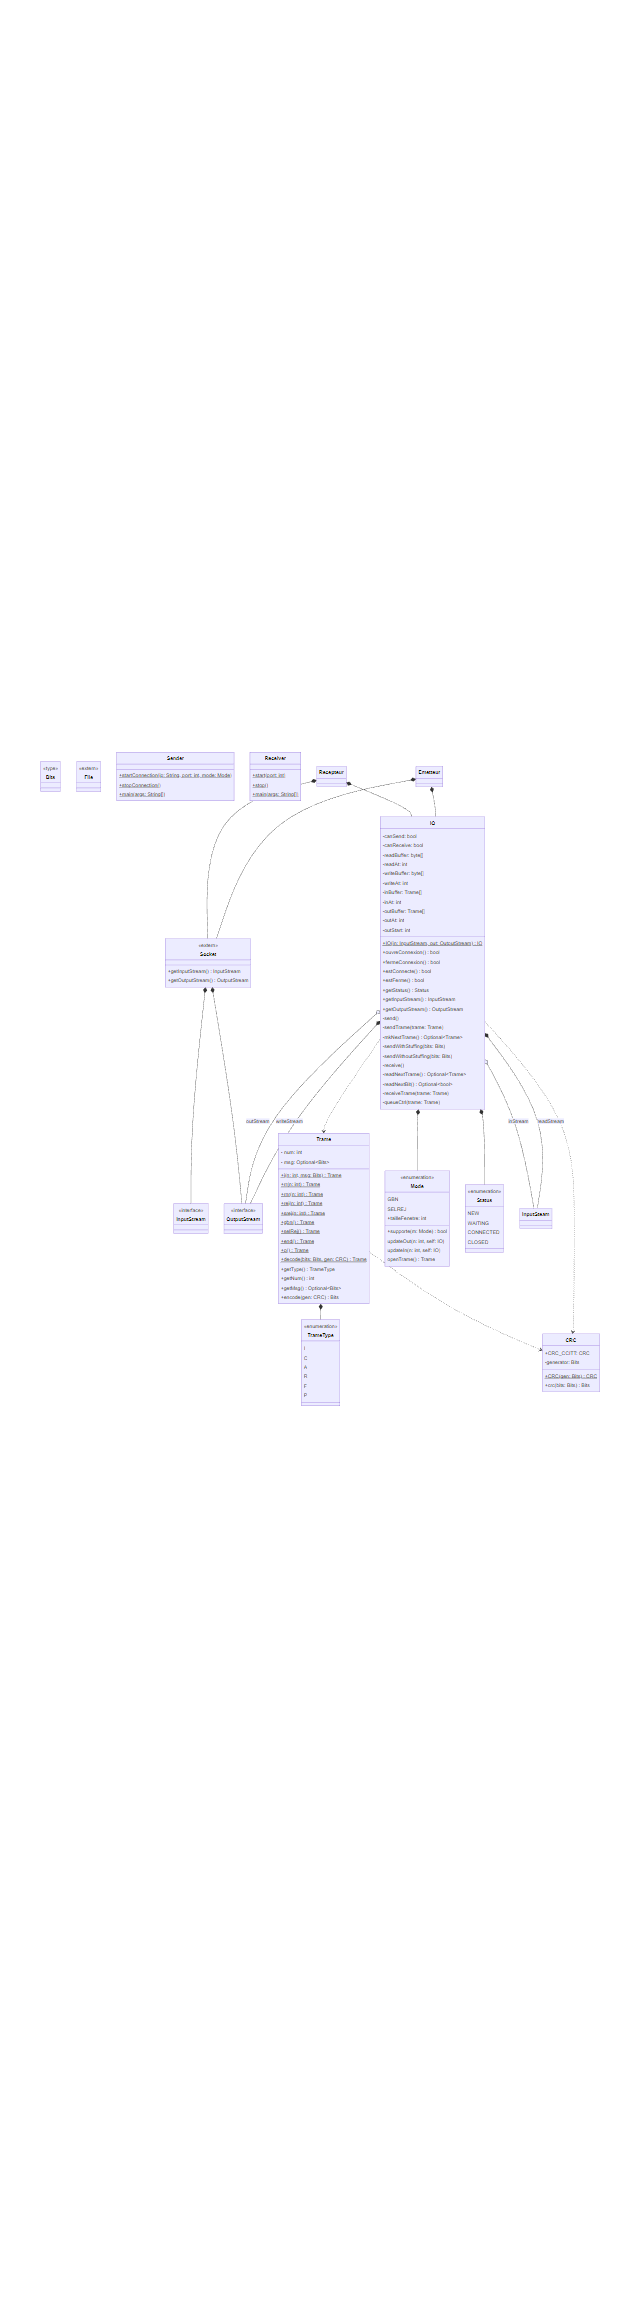 «type»
Bits
«extern»
File
Sender
+startConnection(ip: String, port: int, mode: Mode)
+stopConnection()
+main(args: String[])
Receiver
+start(port: int)
+stop()
+main(args: String[])
Recepteur
Emetteur
IO
-canSend: bool
-canReceive: bool
-readBuffer: byte[]
-readAt: int
-writeBuffer: byte[]
-writeAt: int
-inBuffer: Trame[]
-inAt: int
-outBuffer: Trame[]
-outAt: int
-outStart: int
+IO(in: InputStream, out: OutputStream) : IO
+ouvreConnexion() : bool
+fermeConnexion() : bool
+estConnecte() : bool
+estFerme() : bool
+getStatus() : Status
+getInputStream() : InputStream
+getOutputStream() : OutputStream
-send()
-sendTrame(trame: Trame)
-mkNextTrame() : Optional<Trame>
-sendWithStuffing(bits: Bits)
-sendWithoutStuffing(bits: Bits)
-receive()
-readNextTrame() : Optional<Trame>
-readNextBit() : Optional<bool>
-receiveTrame(trame: Trame)
-queueCtrl(trame: Trame)
«extern»
Socket
+getInputStream() : InputStream
+getOutputStream() : OutputStream
outStream
writeStream
inStream
readStream
Trame
- num: int
- msg: Optional<Bits>
+i(n: int, msg: Bits) : Trame
+rr(n: int) : Trame
+rnr(n: int) : Trame
+rej(n: int) : Trame
+srej(n: int) : Trame
+gbn() : Trame
+selRej() : Trame
+end() : Trame
+p() : Trame
+decode(bits: Bits, gen: CRC) : Trame
+getType() : TrameType
+getNum() : int
+getMsg() : Optional<Bits>
+encode(gen: CRC) : Bits
«enumeration»
Mode
GBN
SELREJ
+tailleFenetre: int
+supporte(m: Mode) : bool
updateOut(n: int, self: IO)
updateIn(n: int, self: IO)
openTrame() : Trame
«enumeration»
Status
NEW
WAITING
CONNECTED
CLOSED
«interface»
InputStream
«interface»
OutputStream
InputSteam
«enumeration»
TrameType
I
C
A
R
F
P
CRC
+CRC_CCITT: CRC
-generator: Bits
+CRC(gen: Bits) : CRC
+crc(bits: Bits) : Bits